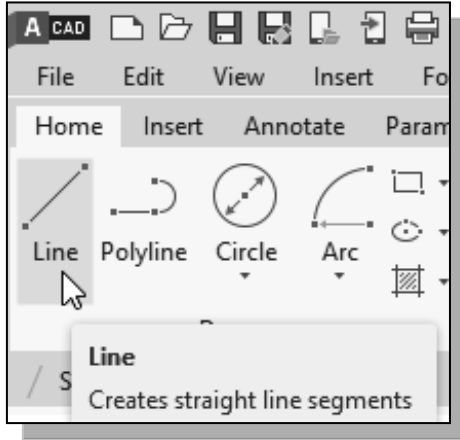 A CAD
File Edit View Insert Fo
Home Insert Annotate Param
Line Polyline Circle Arc
Line
S
Creates straight line segments